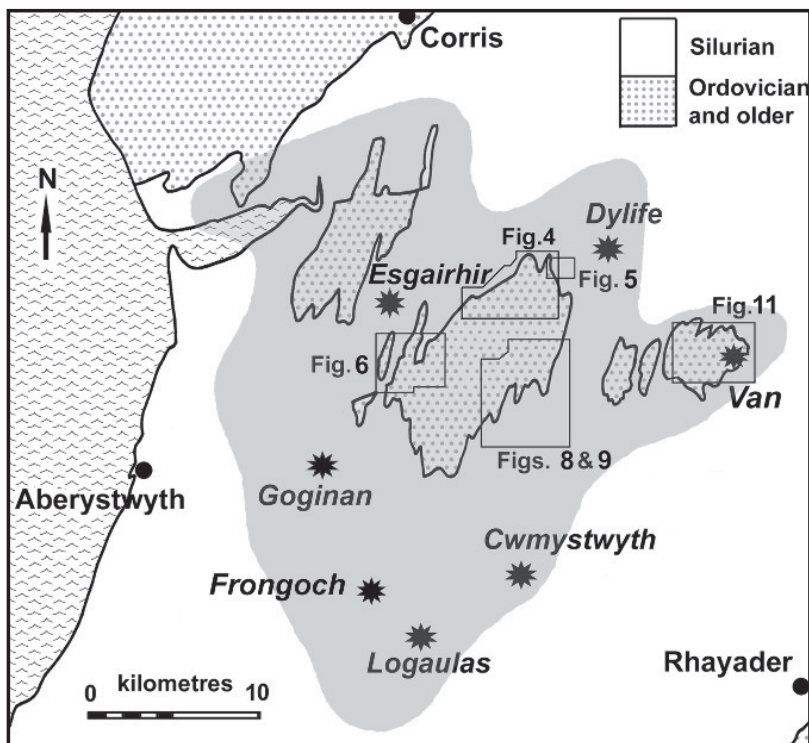 Corris
Silurian
Ordovician
and older
N
Dylife
Fig.4
Esgairhir
Fig. 5
Fig.11
Fig. 6
Van
Figs. 8 & 9
Goginan
Aberystwyth
Cwmystwyth
Frongoch
Logaulas
Rhayader
0 kilometres 10